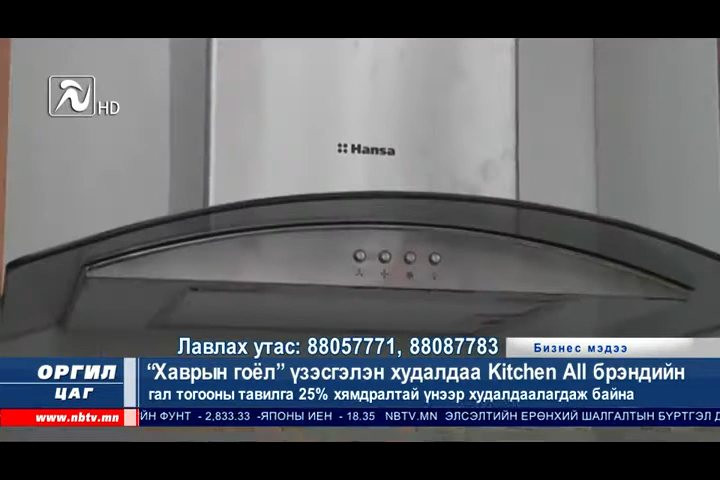 HD
Hansa
Лавлах утас: 88057771, 88087783
Бизнес мэдээ
ОРГИЛ ЦАГ
“Хаврын гоёл” үзэсгэлэн худалдаа Kitchen All брэндийн
гал тогооны тавилга 25% хямдралтай үнээр худалдаалагдаж байна
www.nbtv.mn
ЙН ФУНТ - 2,833.33 -ЯПОНЫ ИЕН - 18.35 NBTV.MN ЭЛСЭЛТИЙН ЕРӨНХИЙ ШАЛГАЛТЫН БҮРТГЭЛ